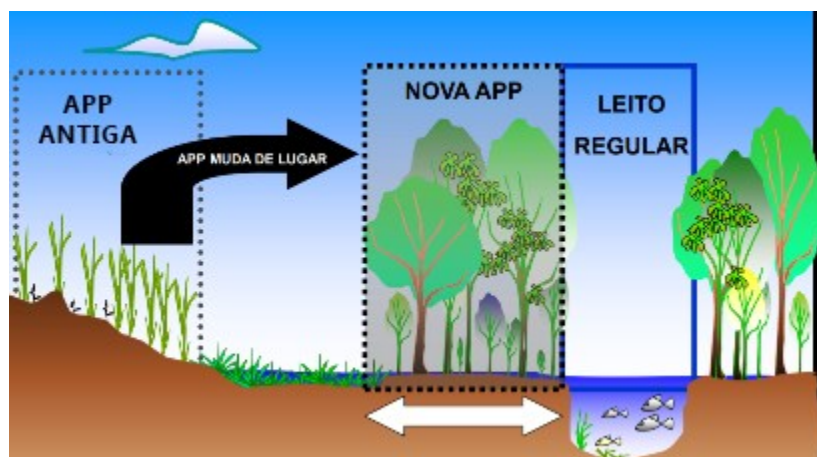 APP
ANTIGA
APP MUDA DE LUGAR
NOVA APP
LEITO
REGULAR